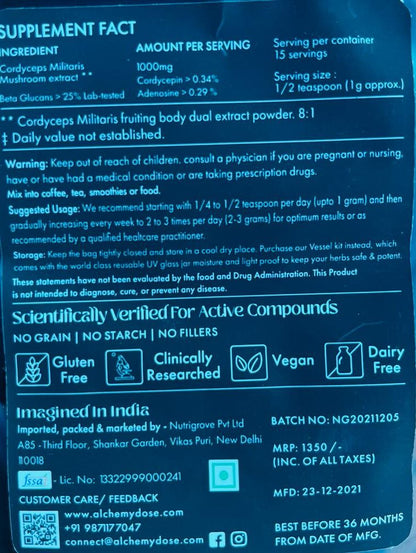 SUPPLEMENT FACT
INGREDIENT AMOUNT PER SERVING Serving per container
15 servings
Cordyceps Militaris 1000mg
Mushroom extract ** Cordycepin > 0.34% Serving size :
Beta Glucans > 25% Lab-tested Adenosine > 0.29 % 1/2 teaspoon (1g approx.)
** Cordyceps Militaris fruiting body dual extract powder. 8:1
‡ Daily value not established.
Warning: Keep out of reach of children. consult a physician if you are pregnant or nursing,
have or have had a medical condition or are taking prescription drugs.
Mix into coffee, tea, smoothies or food.
Suggested Usage: We recommend starting with 1/4 to 1/2 teaspoon per day (upto 1 gram) and then
gradually increasing every week to 2 to 3 times per day (2-3 grams) for optimum results or as
recommended by a qualified healtcare practitioner.
Storage: Keep the bag tightly closed and store in a cool dry place. Purchase our Vessel kit instead, which
comes with the world class reusable UV glass jar moisture and light proof to keep your herbs safe & potent.
These statements have not been evaluated by the food and Drug Administration. This Product
is not intended to diagnose, cure, or prevent any disease.
Scientifically Verified For Active Compounds
NO GRAIN | NO STARCH | NO FILLERS
Gluten
Free
Clinically
Researched
Vegan
Dairy
Free
Imagined In India
Imported, packed & marketed by - Nutrigrove Pvt Ltd
A85 -Third Floor, Shankar Garden, Vikas Puri, New Delhi
110018
fssai - Lic. No: 13322999000241
CUSTOMER CARE/ FEEDBACK
www.alchemydose.com
+91 9871177047
care@alchemydose.com
BATCH NO: NG20211205
MRP: 1350 /-
(INC. OF ALL TAXES)
MFD: 23-12-2021
BEST BEFORE 36 MONTHS
FROM DATE OF MFG.